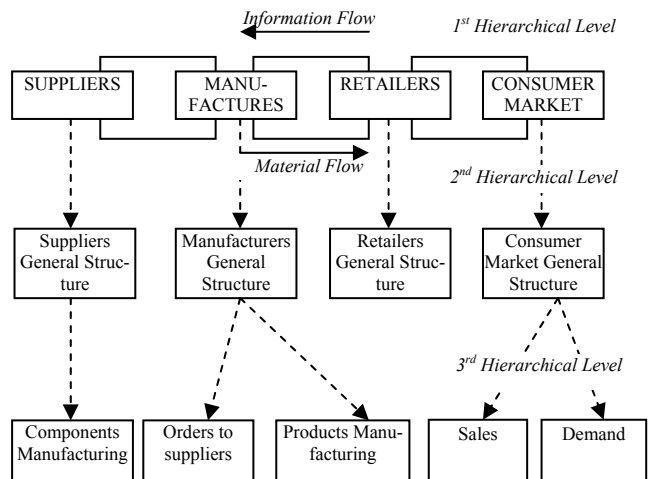 Information Flow
1st Hierarchical Level
SUPPLIERS
MANU-
FACTURES
RETAILERS
CONSUMER
MARKET
Material Flow
2nd Hierarchical Level
Suppliers
General Struc-
ture
Manufacturers
General
Structure
Retailers
General Struc-
ture
Consumer
Market General
Structure
3rd Hierarchical Level
Components
Manufacturing
Orders to
suppliers
Products Manu-
facturing
Sales
Demand